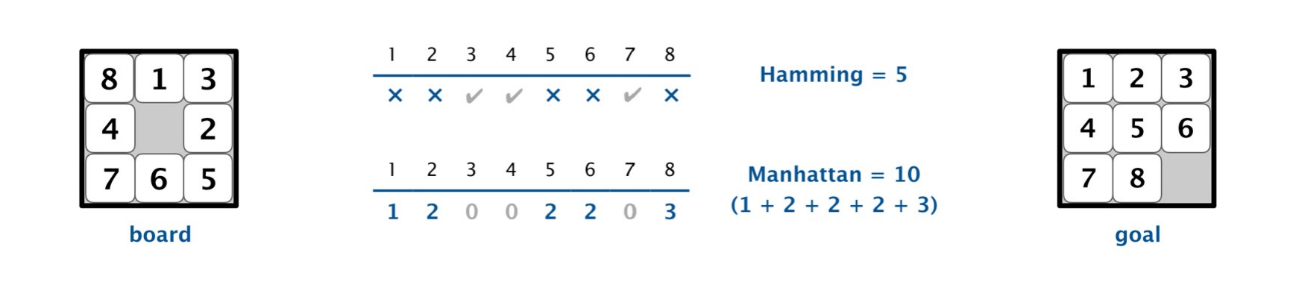 8 1 3
4 2
7 6 5
board
1 2 3 4 5 6 7 8
✕ ✕ ✓ ✓ ✕ ✕ ✓ ✕
Hamming = 5
1 2 3 4 5 6 7 8
1 2 0 0 2 2 0 3
Manhattan = 10
(1 + 2 + 2 + 2 + 3)
1 2 3
4 5 6
7 8
goal